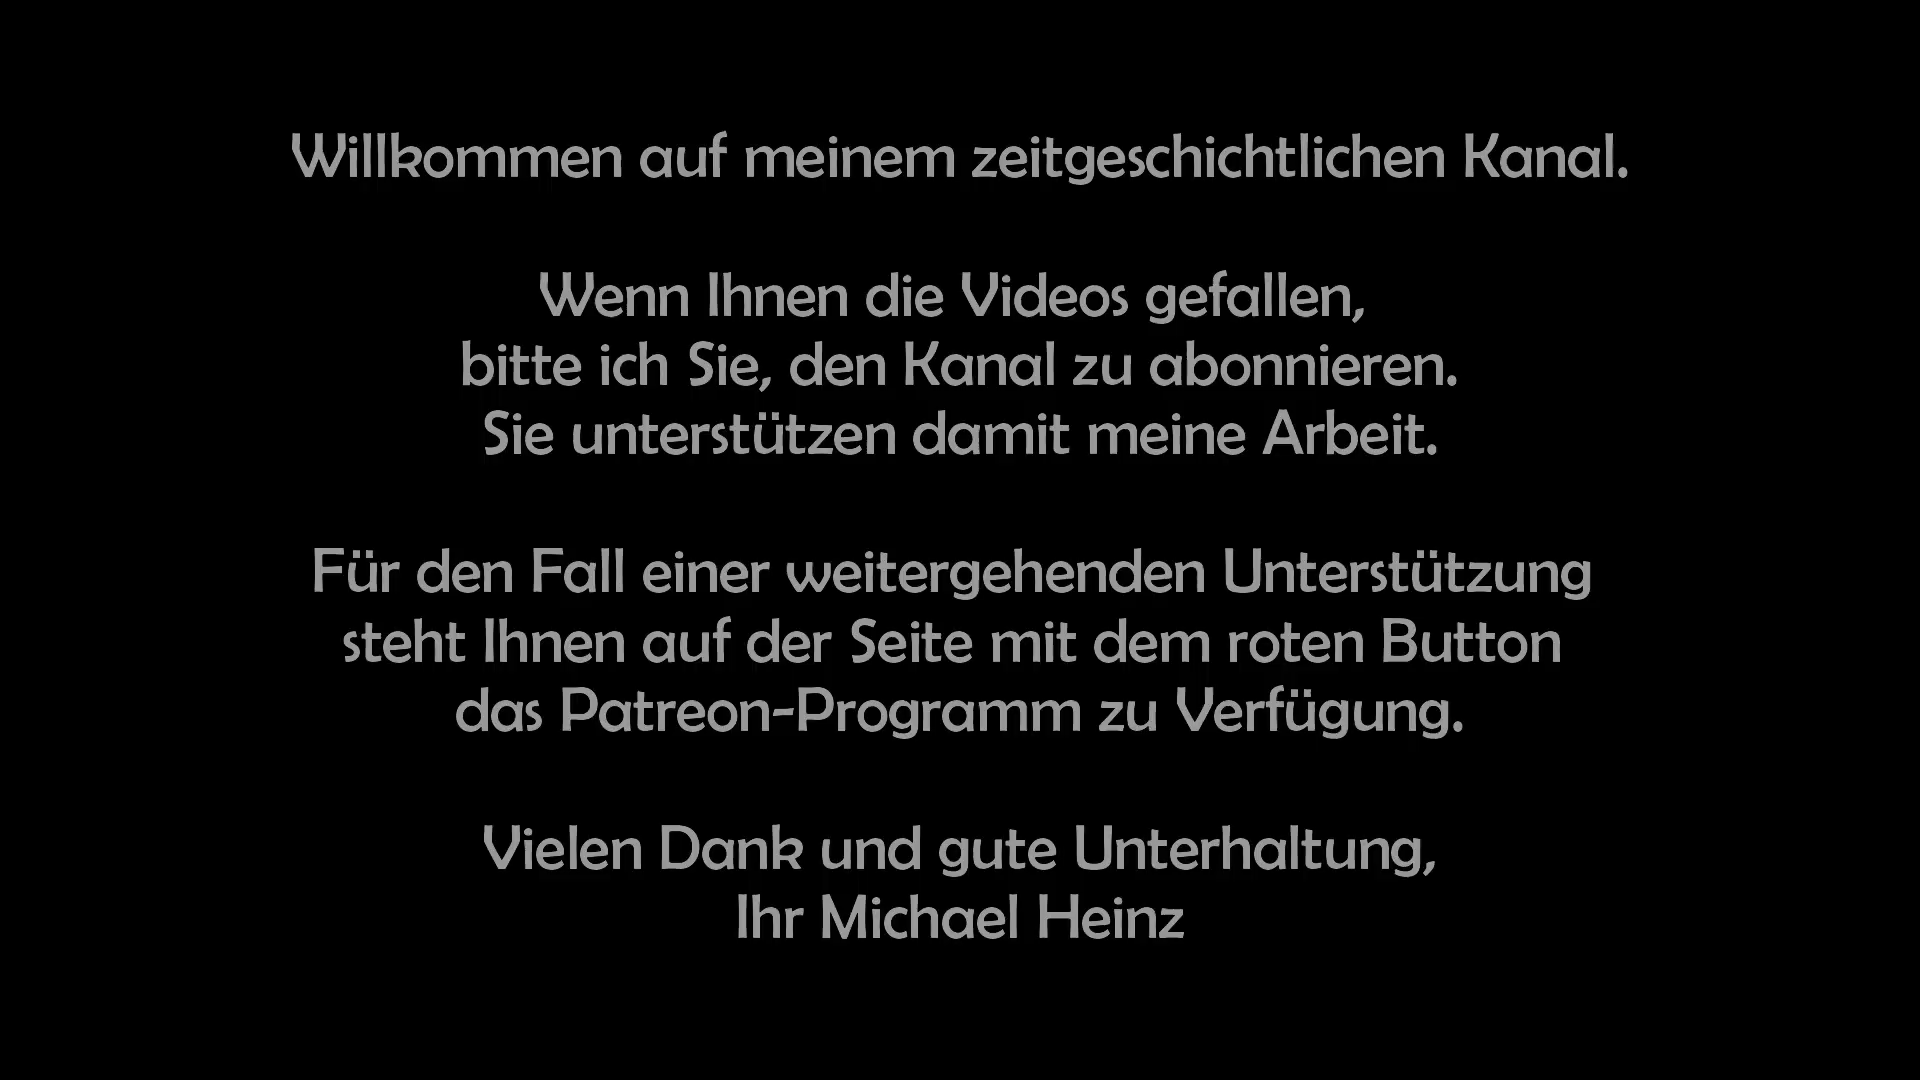 Willkommen auf meinem zeitgeschichtlichen Kanal.
Wenn Ihnen die Videos gefallen,
bitte ich Sie, den Kanal zu abonnieren.
Sie unterstützen damit meine Arbeit.
Für den Fall einer weitergehenden Unterstützung
steht Ihnen auf der Seite mit dem roten Button
das Patreon-Programm zu Verfügung.
Vielen Dank und gute Unterhaltung,
Ihr Michael Heinz